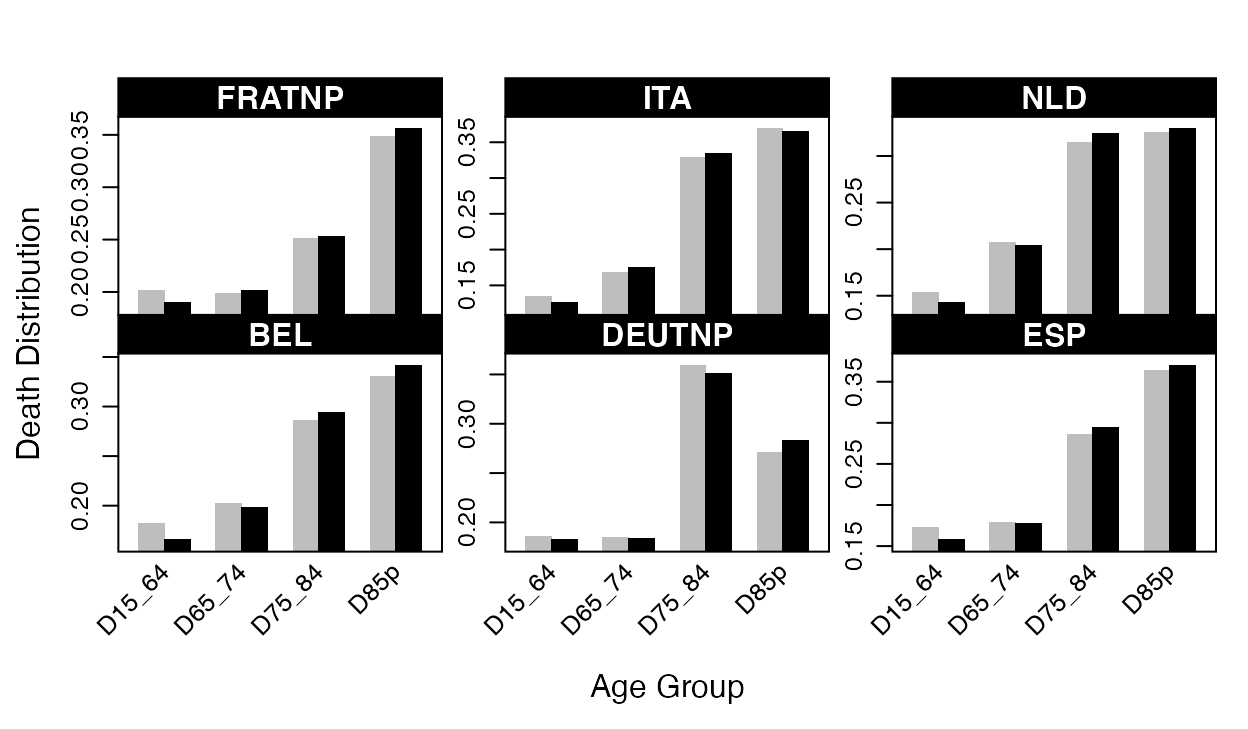 FRATNP
ITA
NLD
0.35
0.30
0.25
0.20
0.35
0.25
0.15
0.25
0.15
Death Distribution
BEL
DEUTNP
ESP
0.30
0.20
0.30
0.20
0.35
0.25
0.15
D15_64 D65_74 D75_84 D85p
D15_64 D65_74 D75_84 D85p
D15_64 D65_74 D75_84 D85p
Age Group